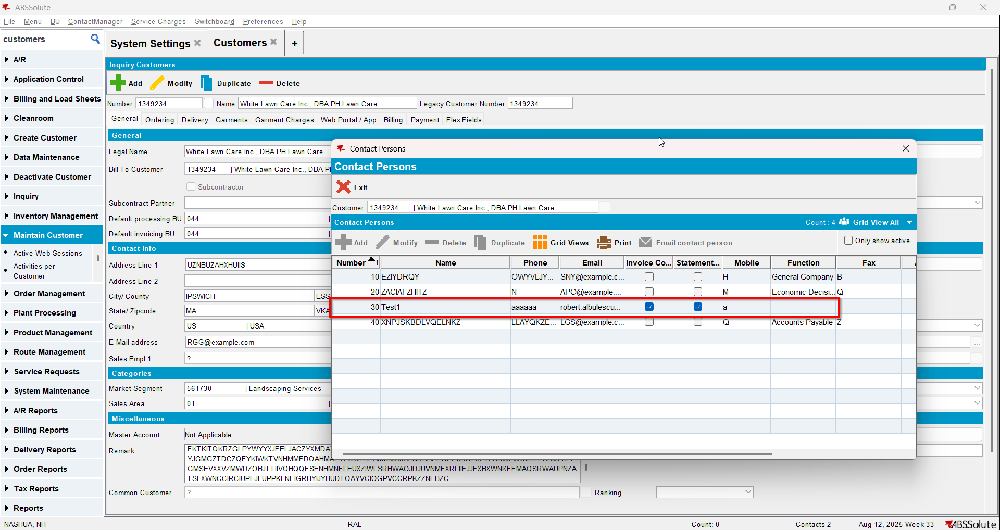 ABSSolute
File Menu BU ContactManager Service Charges Switchboard Preferences Help
customers
System Settings
Customers
+
A/R
Application Control
Billing and Load Sheets
Cleanroom
Create Customer
Data Maintenance
Deactivate Customer
Inquiry
Inventory Management
Maintain Customer
Active Web Sessions
Activities per
Customer
Order Management
Plant Processing
Product Management
Route Management
Service Requests
System Maintenance
A/R Reports
Billing Reports
Delivery Reports
Order Reports
Tax Reports
Reports
Inquiry Customers
Add Modify Duplicate Delete
Number 1349234 ... Name White Lawn Care Inc., DBA PH Lawn Care Legacy Customer Number 1349234
General Ordering Delivery Garments Garment Charges Web Portal / App Billing Payment FlexFields
General
Legal Name White Lawn Care Inc., DBA PH Lawn Care
Bill To Customer 1349234 | White Lawn Care Inc., DBA
Subcontractor
Subcontract Partner
Default processing BU 044 |
Default invoicing BU 044 |
Contact info
Address Line 1 UZNBUZAHXHUIIS
Address Line 2
City/ County IPSWICH
State/ Zipcode MA
Country US | USA
E-Mail address RGG@example.com
Sales Empl.1 ?
Categories
Market Segment 561730 | Landscaping Services
Sales Area 01 |
Miscellaneous
Master Account Not Applicable
Remark FKTKITQKRZGLPYWYYXJFELJACZYXMDA
GMSEVXXVZMWDZOBJTTIIVQHQQFSENHMNFLEUXZIWLSRHWAOJDJUVNMFXRLIIFJJFXBXWNKFFMAQSRWAUPNZA
TSLXWNCCIRCIUPEJLUPPKLNFIGRHYIJYBUDTOAYVCIOGPVCCRPKZZNFBZC
Common Customer ? ... Ranking
Contact Persons
Contact Persons
Exit
Customer 1349234 | White Lawn Care Inc., DBA PH Lawn Care ...
Contact Persons Count : 4 Grid View All
Add Modify Delete Duplicate Grid Views Print Email contact person Only show active
Number 1 Name Phone Email Invoice Co... Statement... Mobile Function Fax
10 EZIYDRQY OWYVLJY... SNY@example.c... H General Company B
20 ZACIAFZHITZ N APO@example.... M Economic Decisi... Q
30 Test1 aaaaaa robert.albulescu... a -
40 XNPJSKBDLVQELNKZ LLAYQKZE... LGS@example.c... Q Accounts Payable Z
NASHUA, NH - - RAL Count: 0 Contacts 2 Aug 12, 2025 Week 33 ABSSolute